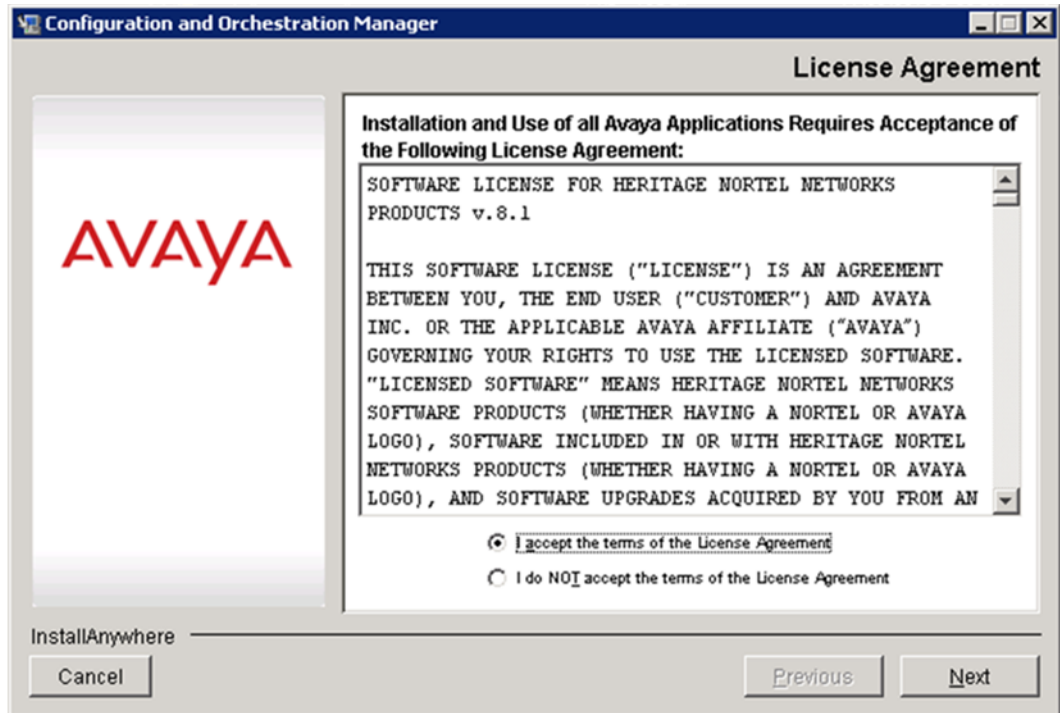 Configuration and Orchestration Manager
License Agreement
AVAYA
Installation and Use of all Avaya Applications Requires Acceptance of
the Following License Agreement:
SOFTWARE LICENSE FOR HERITAGE NORTEL NETWORKS
PRODUCTS v.8.1
THIS SOFTWARE LICENSE ("LICENSE") IS AN AGREEMENT
BETWEEN YOU, THE END USER ("CUSTOMER") AND AVAYA
INC. OR THE APPLICABLE AVAYA AFFILIATE ("AVAYA")
GOVERNING YOUR RIGHTS TO USE THE LICENSED SOFTWARE.
"LICENSED SOFTWARE" MEANS HERITAGE NORTEL NETWORKS
SOFTWARE PRODUCTS (WHETHER HAVING A NORTEL OR AVAYA
LOGO), SOFTWARE INCLUDED IN OR WITH HERITAGE NORTEL
NETWORKS PRODUCTS (WHETHER HAVING A NORTEL OR AVAYA
LOGO), AND SOFTWARE UPGRADES ACQUIRED BY YOU FROM AN
I accept the terms of the License Agreement
I do NOT accept the terms of the License Agreement
InstallAnywhere
Cancel
Previous
Next